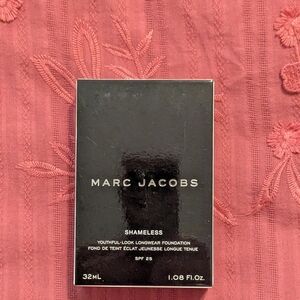 MARC JACOBS
SHAMELESS
YOUTHFUL-LOOK LONGWEAR FOUNDATION
FOND DE TEINT ÉCLAT JEUNESSE LONGUE TENUE
SPF 25
32mL 1.08 Fl.Oz.